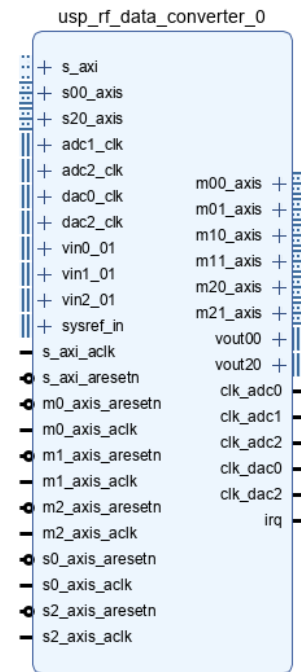 usp_rf_data_converter_0
s_axi
s00_axis
s20_axis
adc1_clk
adc2_clk
dac0_clk
dac2_clk
vin0_01
vin1_01
vin2_01
sysref_in
s_axi_aclk
s_axi_aresetn
m0_axis_aresetn
m0_axis_aclk
m1_axis_aresetn
m1_axis_aclk
m2_axis_aresetn
m2_axis_aclk
s0_axis_aresetn
s0_axis_aclk
s2_axis_aresetn
s2_axis_aclk
m00_axis
m01_axis
m10_axis
m11_axis
m20_axis
m21_axis
vout00
vout20
clk_adc0
clk_adc1
clk_adc2
clk_dac0
clk_dac2
irq